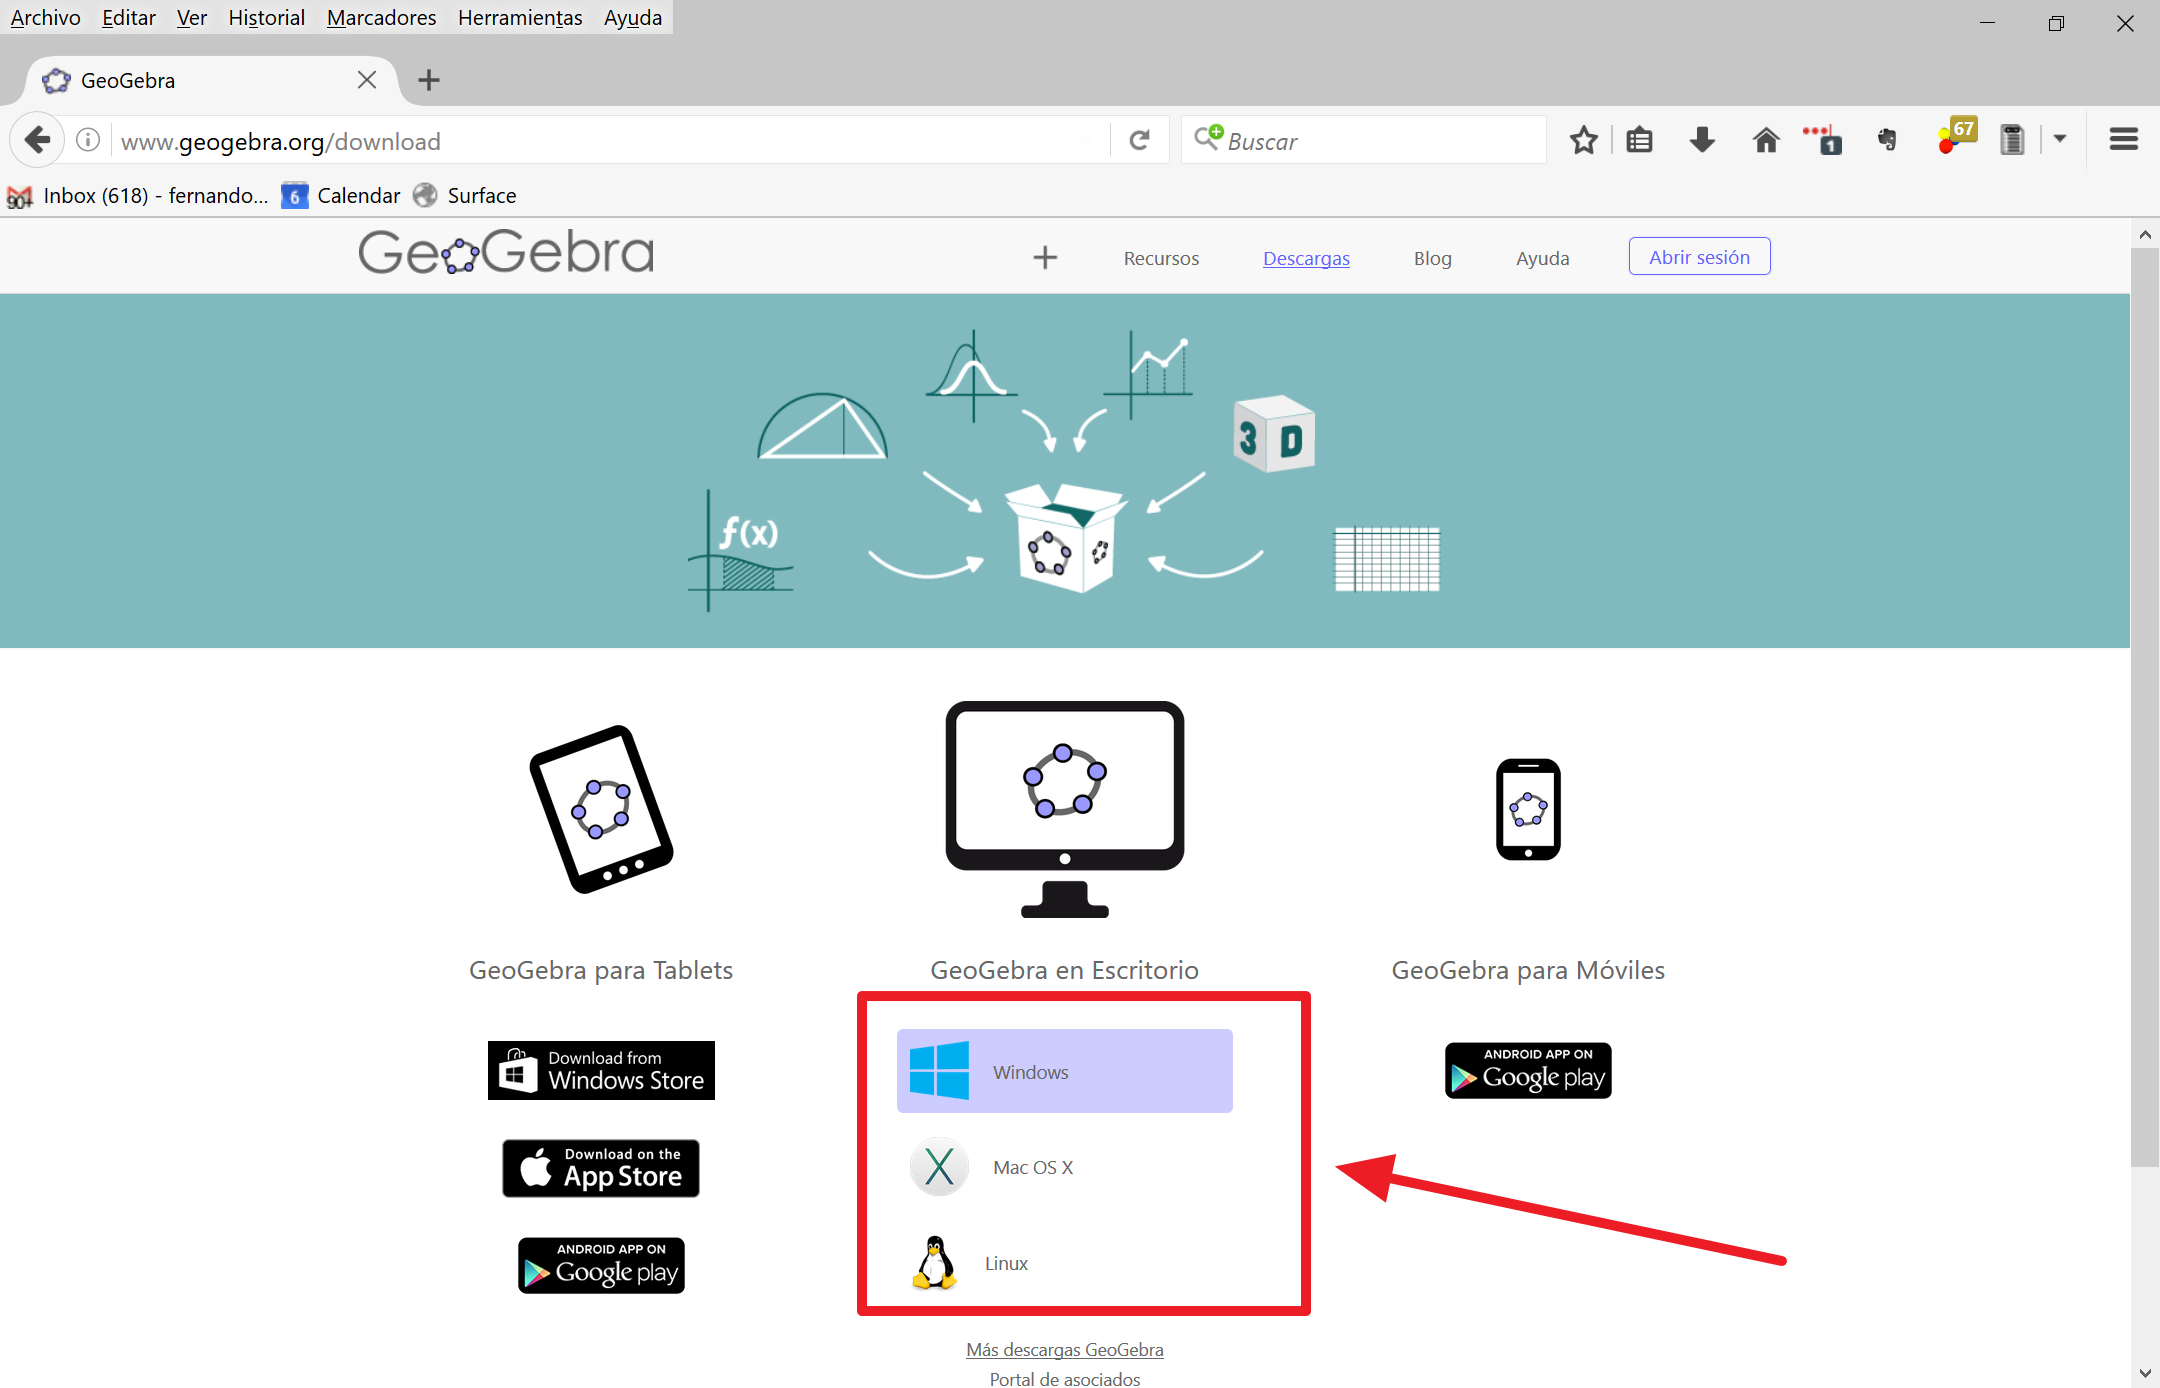 Archivo Editar Ver Historial Marcadores Herramientas Ayuda
GeoGebra
www.geogebra.org/download
Buscar
1
67
90+ Inbox (618) - fernando... 6 Calendar Surface
GeoGebra
Recursos Descargas Blog Ayuda Abrir sesión
3 D
f(x)
GeoGebra para Tablets
Download from
Windows Store
Download on the
App Store
ANDROID APP ON
Google play
GeoGebra en Escritorio
Windows
Mac OS X
Linux
Más descargas GeoGebra
Portal de asociados
GeoGebra para Móviles
ANDROID APP ON
Google play